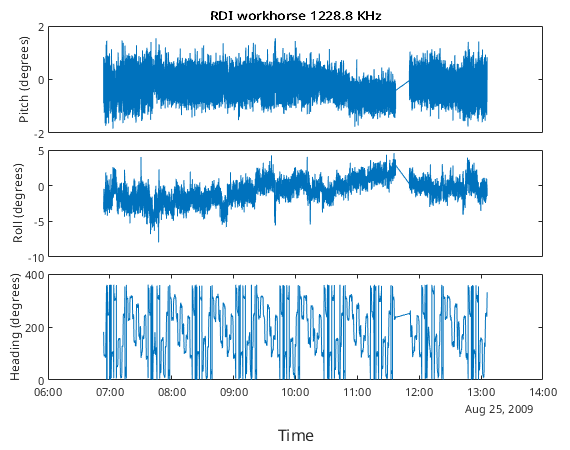 RDI workhorse 1228.8 KHz
2
0
-2
Pitch (degrees)
5
0
-5
-10
Roll (degrees)
400
200
0
Heading (degrees)
06:00 07:00 08:00 09:00 10:00 11:00 12:00 13:00 14:00
Aug 25, 2009
Time